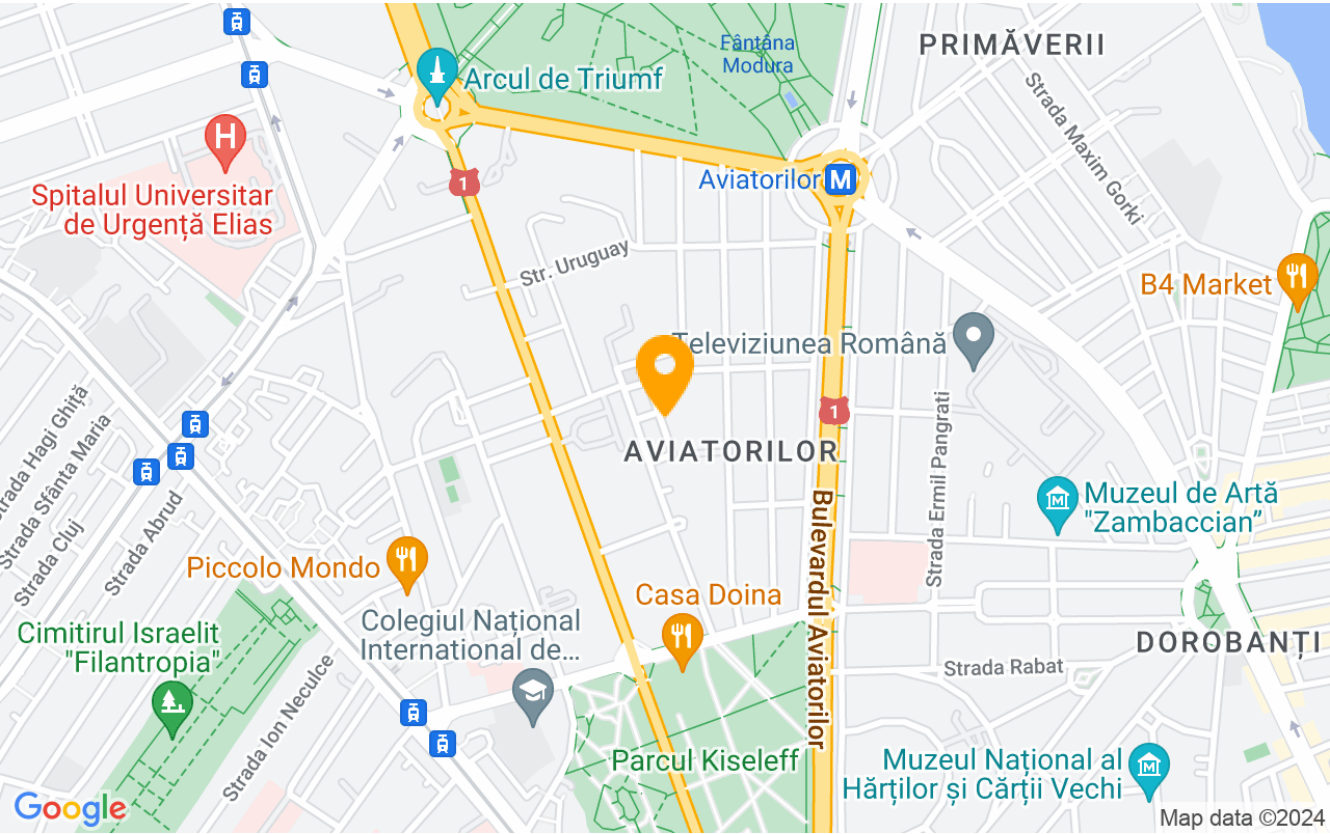 Fântâna
Modura
PRIMĂVERII
Arcul de Triumf
Strada Maxim Gorki
H
Spitalul Universitar
de Urgență Elias
1
Aviatorilor M
Str. Uruguay
B4 Market
Televiziunea Română
1
Strada Hagi Ghiță
Strada Sfânta Maria
Strada Cluj
Strada Abrud
AVIATORILOR
Strada Ermil Pangrati
Muzeul de Artă
"Zambaccian”
Bulevardul Aviatorilor
Piccolo Mondo
Casa Doina
Colegiul Național
International de...
Cimitirul Israelit
"Filantropia"
DOROBANȚI
Strada Rabat
Strada Ion Neculce
Parcul Kiseleff
Muzeul Național al
Hărților și Cărții Vechi
Google
Map data ©2024